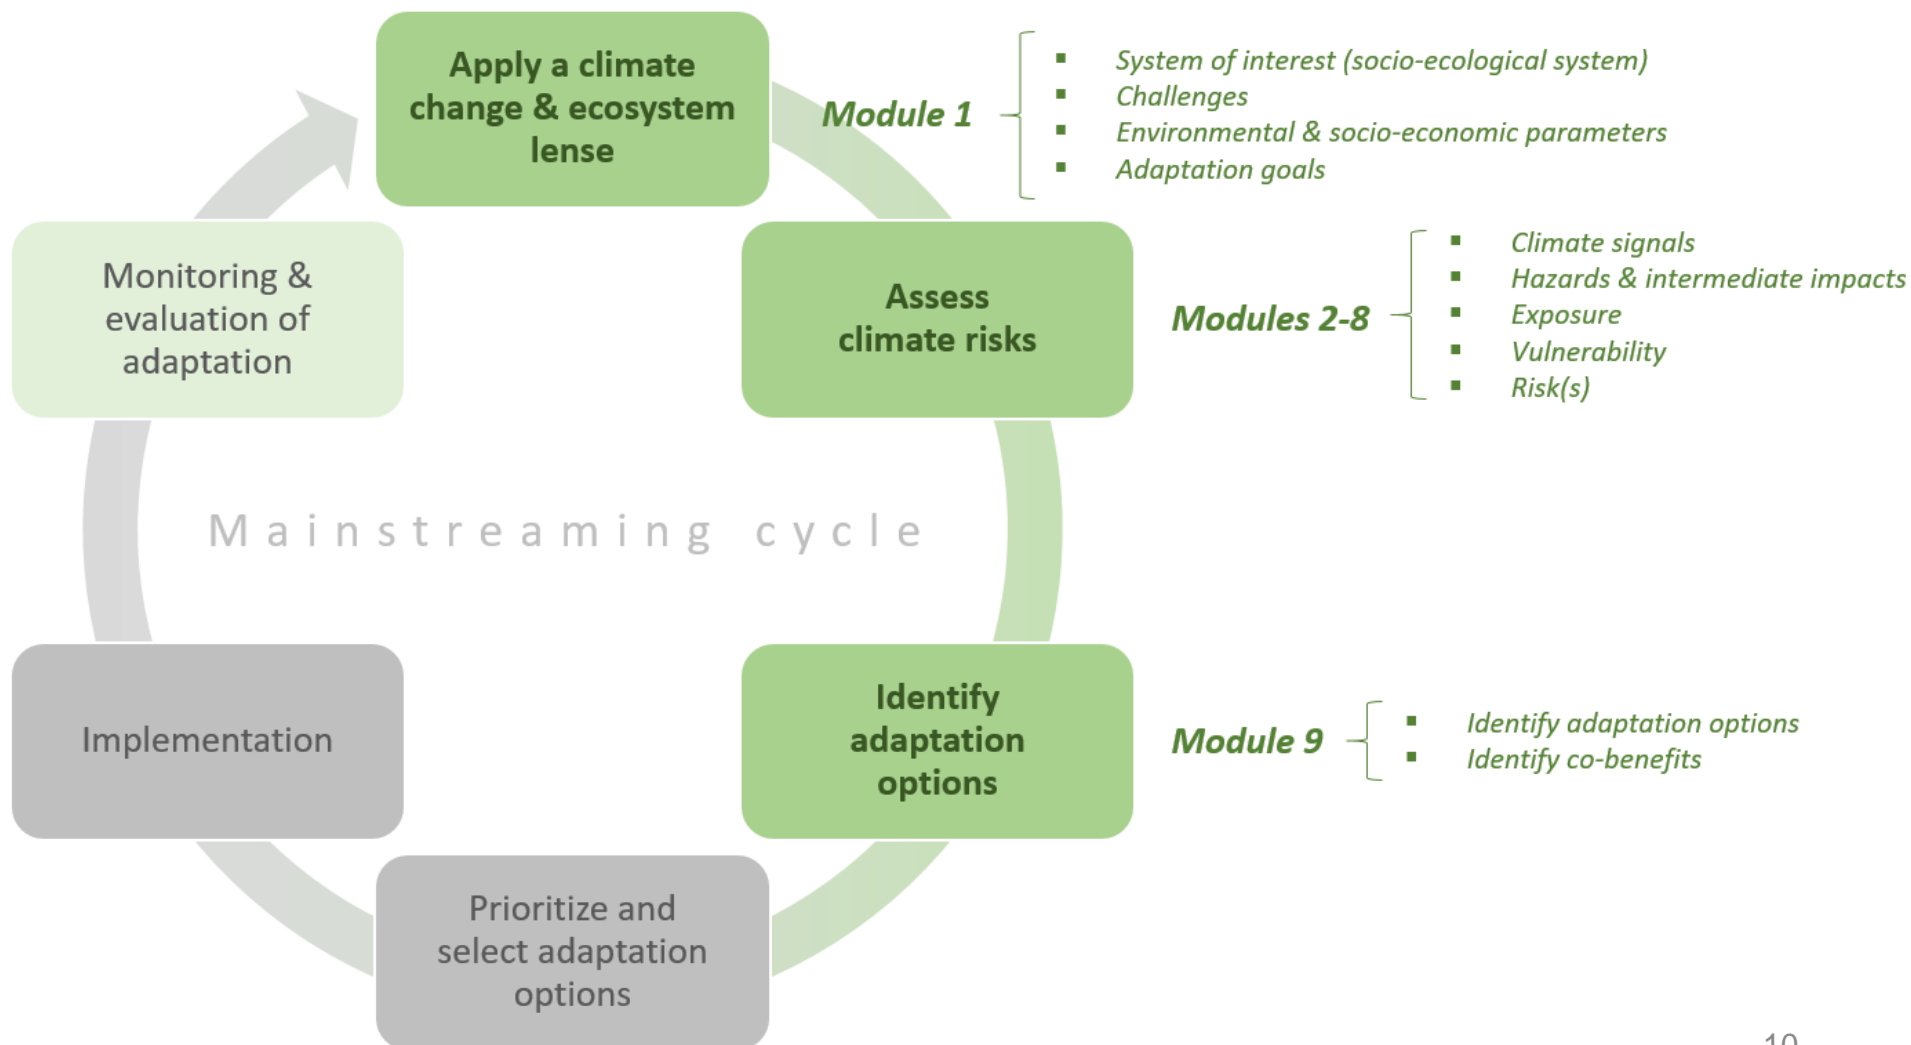 Apply a climate
change & ecosystem
lense
Module 1
▪ System of interest (socio-ecological system)
▪ Challenges
▪ Environmental & socio-economic parameters
▪ Adaptation goals
Assess
climate risks
Modules 2-8
▪ Climate signals
▪ Hazards & intermediate impacts
▪ Exposure
▪ Vulnerability
▪ Risk(s)
Monitoring &
evaluation of
adaptation
Mainstreaming cycle
Identify
adaptation
options
Module 9
▪ Identify adaptation options
▪ Identify co-benefits
Implementation
Prioritize and
select adaptation
options
10